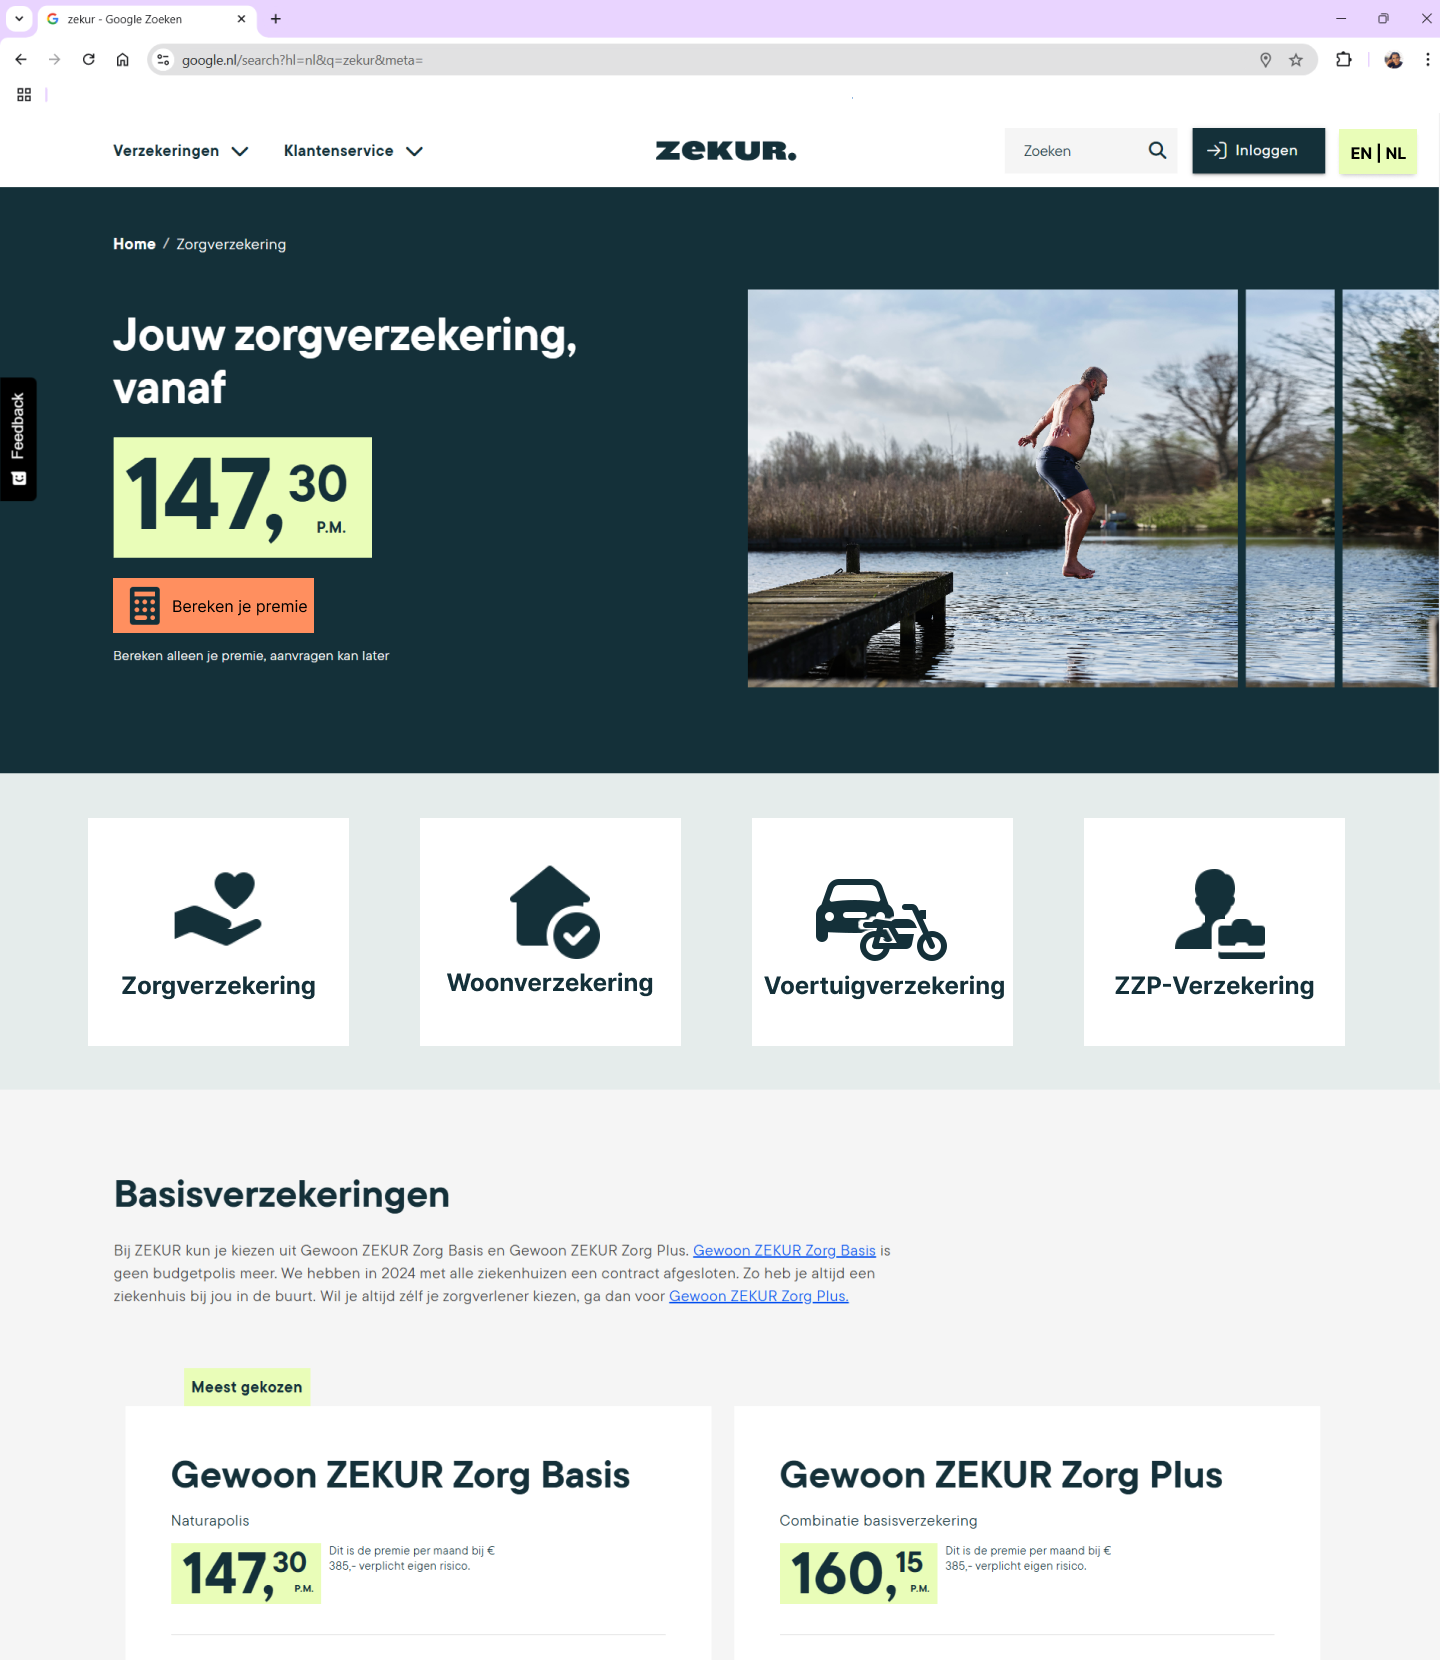 zekur - Google Zoeken
google.nl/search?hl=nl&q=zekur&meta=
Verzekeringen
Klantenservice
ZEKUR.
Zoeken
Inloggen
EN | NL
Home / Zorgverzekering
Jouw zorgverzekering,
vanaf
147,30
P.M.
Bereken je premie
Bereken alleen je premie, aanvragen kan later
Feedback
Zorgverzekering
Woonverzekering
Voertuigverzekering
ZZP-Verzekering
Basisverzekeringen
Bij ZEKUR kun je kiezen uit Gewoon ZEKUR Zorg Basis en Gewoon ZEKUR Zorg Plus. Gewoon ZEKUR Zorg Basis is
geen budgetpolis meer. We hebben in 2024 met alle ziekenhuizen een contract afgesloten. Zo heb je altijd een
ziekenhuis bij jou in de buurt. Wil je altijd zélf je zorgverlener kiezen, ga dan voor Gewoon ZEKUR Zorg Plus.
Meest gekozen
Gewoon ZEKUR Zorg Basis
Naturapolis
147,30
P.M.
Dit is de premie per maand bij €
385,- verplicht eigen risico.
Gewoon ZEKUR Zorg Plus
Combinatie basisverzekering
160,15
P.M.
Dit is de premie per maand bij €
385,- verplicht eigen risico.